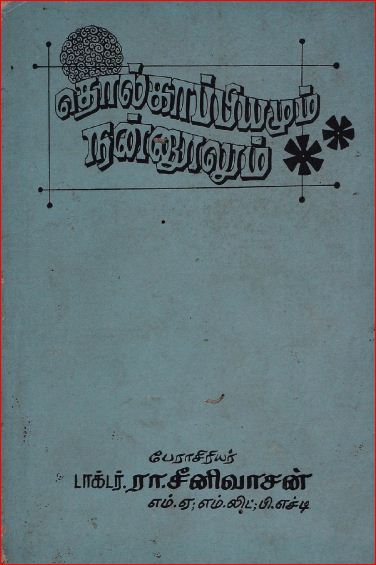 தொல்காப்பியமும்
நன்னூலும்
பேராசிரியர்
டாக்டர். ரா.சீனிவாசன்
எம்.ஏ; எம்.லிட்; பி.எச்டி